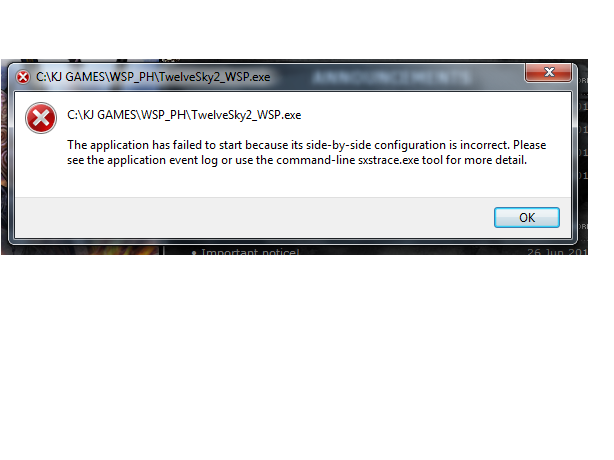 ANNOUNCEMENTS
C:\KJ GAMES\WSP_PH\TwelveSky2_WSP.exe
C:\KJ GAMES\WSP_PH\TwelveSky2_WSP.exe
The application has failed to start because its side-by-side configuration is incorrect. Please
see the application event log or use the command-line sxstrace.exe tool for more detail.
OK
• Important notice!
26 Jun 201